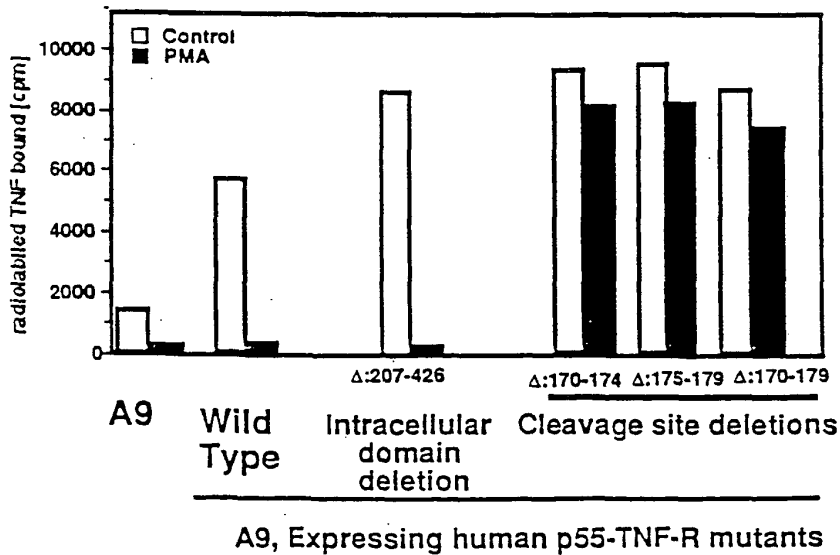 Control
PMA
radiolabiled TNF bound [cpm]
10000
8000
6000
4000
2000
0
Δ:207-426
Δ:170-174 Δ:175-179 Δ:170-179
A9
Wild Type
Intracellular domain deletion
Cleavage site deletions
A9, Expressing human p55-TNF-R mutants